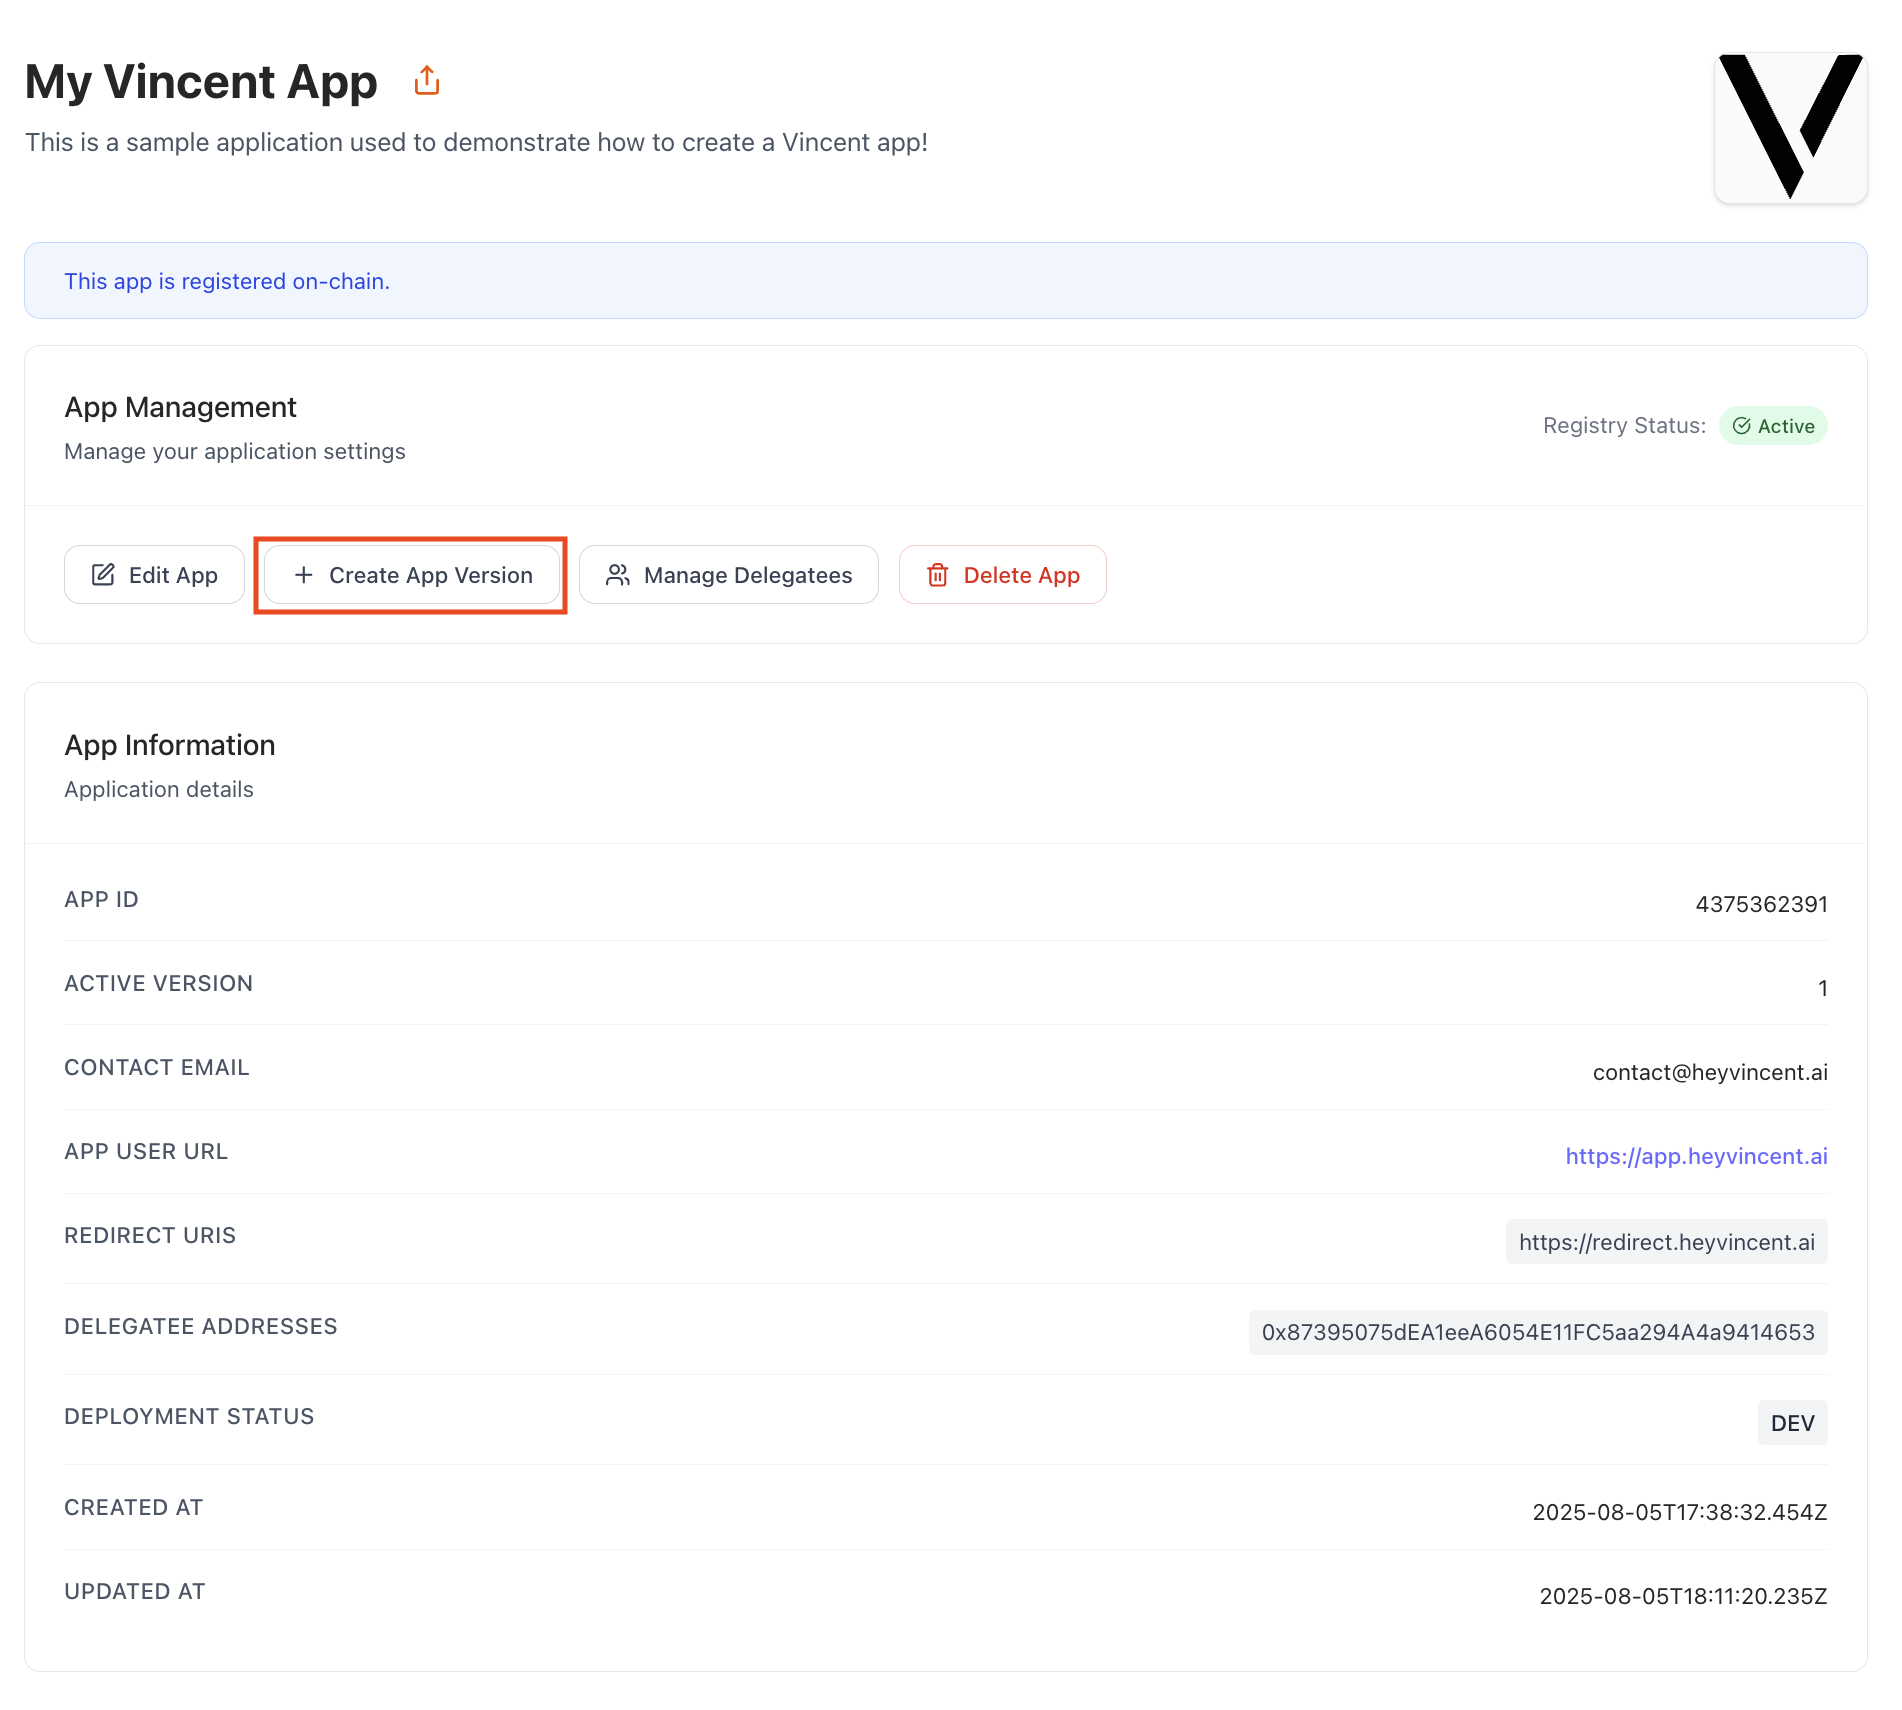 My Vincent App
This is a sample application used to demonstrate how to create a Vincent app!
This app is registered on-chain.
App Management
Manage your application settings
Registry Status: Active
Edit App
Create App Version
Manage Delegatees
Delete App
App Information
Application details
APP ID
4375362391
ACTIVE VERSION
1
CONTACT EMAIL
contact@heyvincent.ai
APP USER URL
https://app.heyvincent.ai
REDIRECT URIS
https://redirect.heyvincent.ai
DELEGATEE ADDRESSES
0x87395075dEA1eeA6054E11FC5aa294A4a9414653
DEPLOYMENT STATUS
DEV
CREATED AT
2025-08-05T17:38:32.454Z
UPDATED AT
2025-08-05T18:11:20.235Z